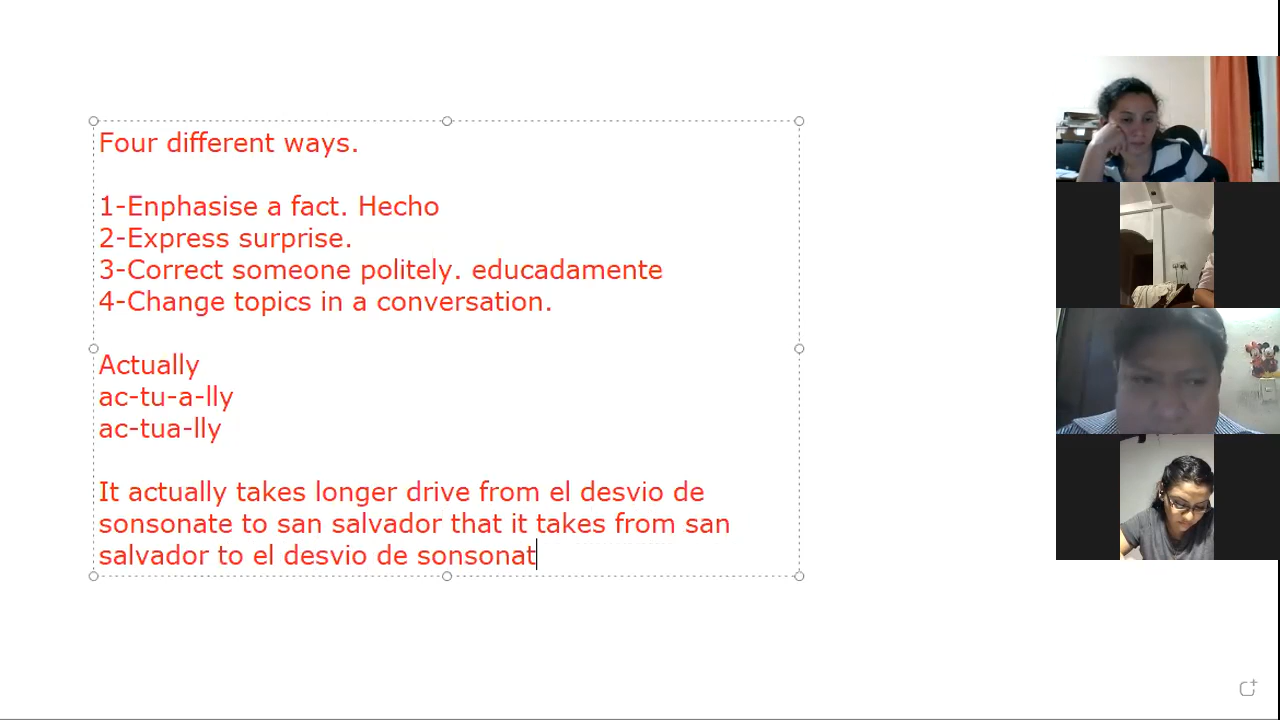 Four different ways.
1-Enphasise a fact. Hecho
2-Express surprise.
3-Correct someone politely. educadamente
4-Change topics in a conversation.
Actually
ac-tu-a-lly
ac-tua-lly
It actually takes longer drive from el desvio de
sonsonate to san salvador that it takes from san
salvador to el desvio de sonsonat